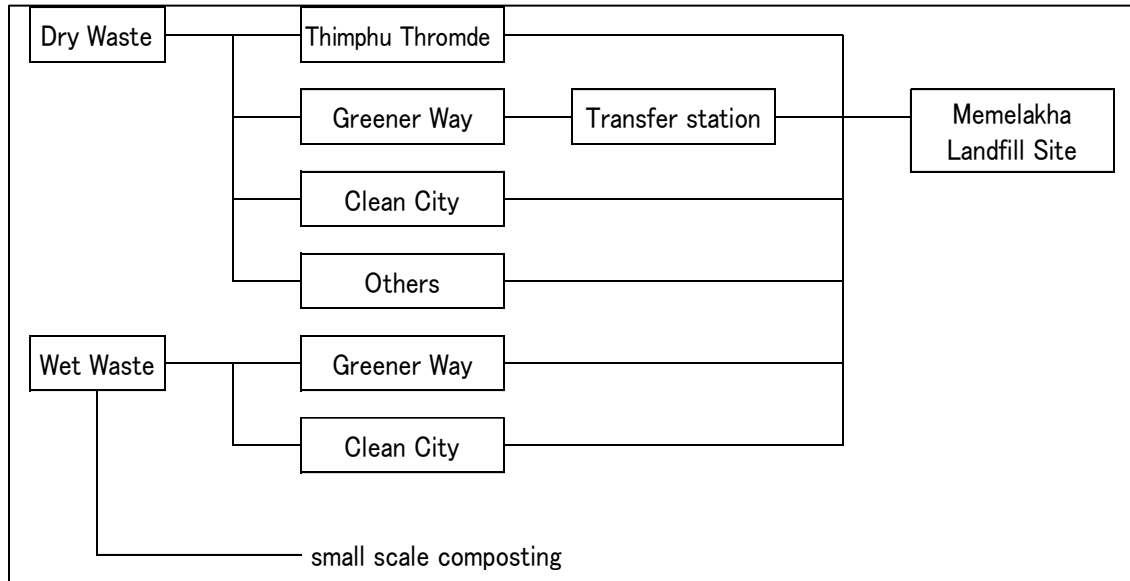 Dry Waste
Thimphu Thromde
Greener Way
Transfer station
Memelakha
Landfill Site
Clean City
Others
Wet Waste
Greener Way
Clean City
small scale composting